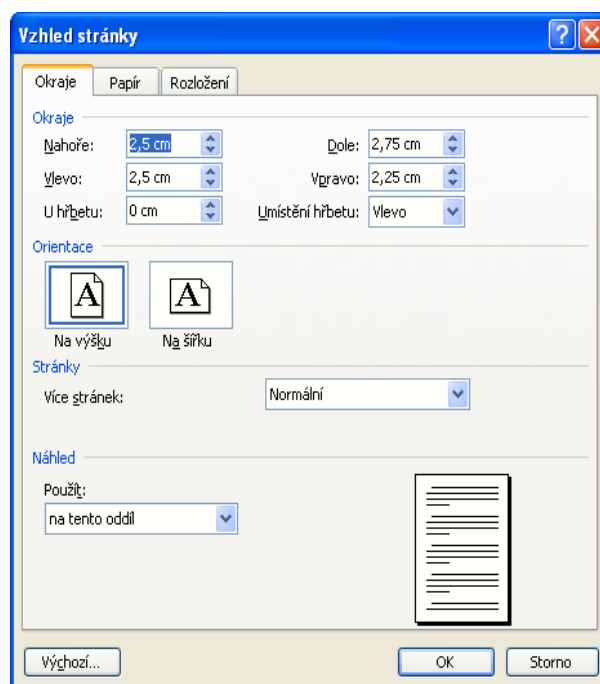 Vzhled stránky
Okraje Papír Rozložení
Okraje
Nahoře: 2,5 cm Dole: 2,75 cm
Vlevo: 2,5 cm Vpravo: 2,25 cm
U hřbetu: 0 cm Umístění hřbetu: Vlevo
Orientace
A A
Na výšku Na šířku
Stránky
Více stránek: Normální
Náhled
Použít:
na tento oddíl
Výchozí... OK Storno